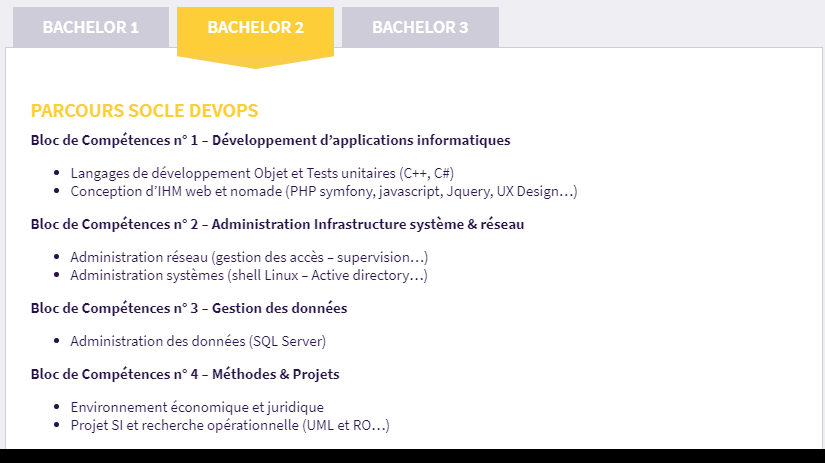 BACHELOR 1 BACHELOR 2 BACHELOR 3
PARCOURS SOCLE DEVOPS
Bloc de Compétences n° 1 – Développement d’applications informatiques
• Langages de développement Objet et Tests unitaires (C++, C#)
• Conception d’IHM web et nomade (PHP symfony, javascript, Jquery, UX Design…)
Bloc de Compétences n° 2 – Administration Infrastructure système & réseau
• Administration réseau (gestion des accès – supervision…)
• Administration systèmes (shell Linux – Active directory…)
Bloc de Compétences n° 3 – Gestion des données
• Administration des données (SQL Server)
Bloc de Compétences n° 4 – Méthodes & Projets
• Environnement économique et juridique
• Projet SI et recherche opérationnelle (UML et RO…)